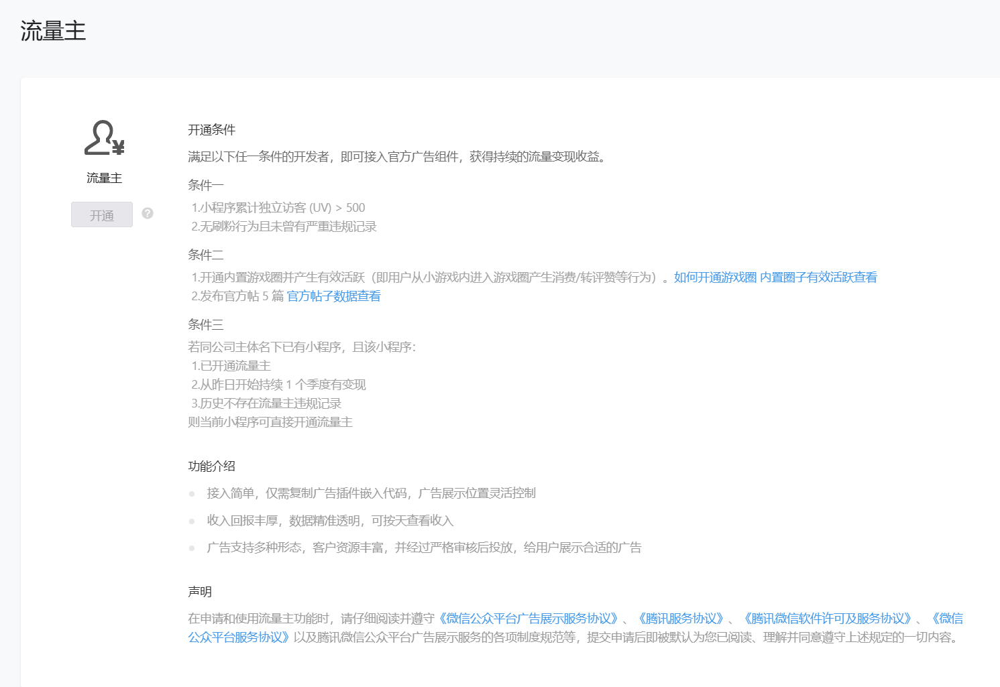 流量主
流量主
开通
开通条件
满足以下任一条件的开发者，即可接入官方广告组件，获得持续的流量变现收益。
条件一
1.小程序累计独立访客 (UV) > 500
2.无刷粉行为且未曾有严重违规记录
条件二
1.开通内置游戏圈并产生有效活跃（即用户从小游戏内进入游戏圈产生消费/转评赞等行为）。如何开通游戏圈 内置圈子有效活跃查看
2.发布官方帖 5 篇 官方帖子数据查看
条件三
若同公司主体名下已有小程序，且该小程序：
1.已开通流量主
2.从昨日开始持续 1 个季度有变现
3.历史不存在流量主违规记录
则当前小程序可直接开通流量主
功能介绍
接入简单，仅需复制广告插件嵌入代码，广告展示位置灵活控制
收入回报丰厚，数据精准透明，可按天查看收入
广告支持多种形态，客户资源丰富，并经过严格审核后投放，给用户展示合适的广告
声明
在申请和使用流量主功能时，请仔细阅读并遵守《微信公众平台广告展示服务协议》、《腾讯服务协议》、《腾讯微信软件许可及服务协议》、《微信
公众平台服务协议》以及腾讯微信公众平台广告展示服务的各项制度规范等，提交申请后即被默认为您已阅读、理解并同意遵守上述规定的一切内容。